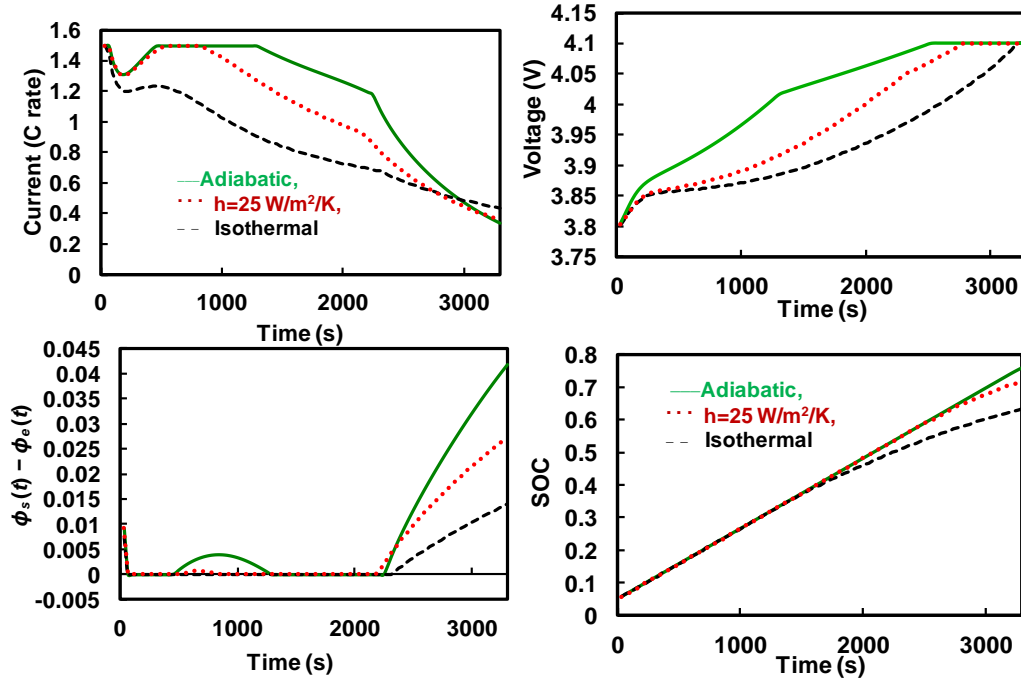 1.6
1.4
1.2
1
0.8
0.6
0.4
0.2
0
Current (C rate)
Adiabatic,
h=25 W/m²/K,
Isothermal
0 1000 2000 3000
Time (s)
4.15
4.1
4.05
4
3.95
3.9
3.85
3.8
3.75
Voltage (V)
0 1000 2000 3000
Time (s)
0.045
0.04
0.035
0.03
0.025
0.02
0.015
0.01
0.005
0
-0.005
ϕs(t) − ϕe(t)
0 1000 2000 3000
Time (s)
0.8
0.7
0.6
0.5
0.4
0.3
0.2
0.1
0
SOC
Adiabatic,
h=25 W/m²/K,
Isothermal
0 1000 2000 3000
Time (s)